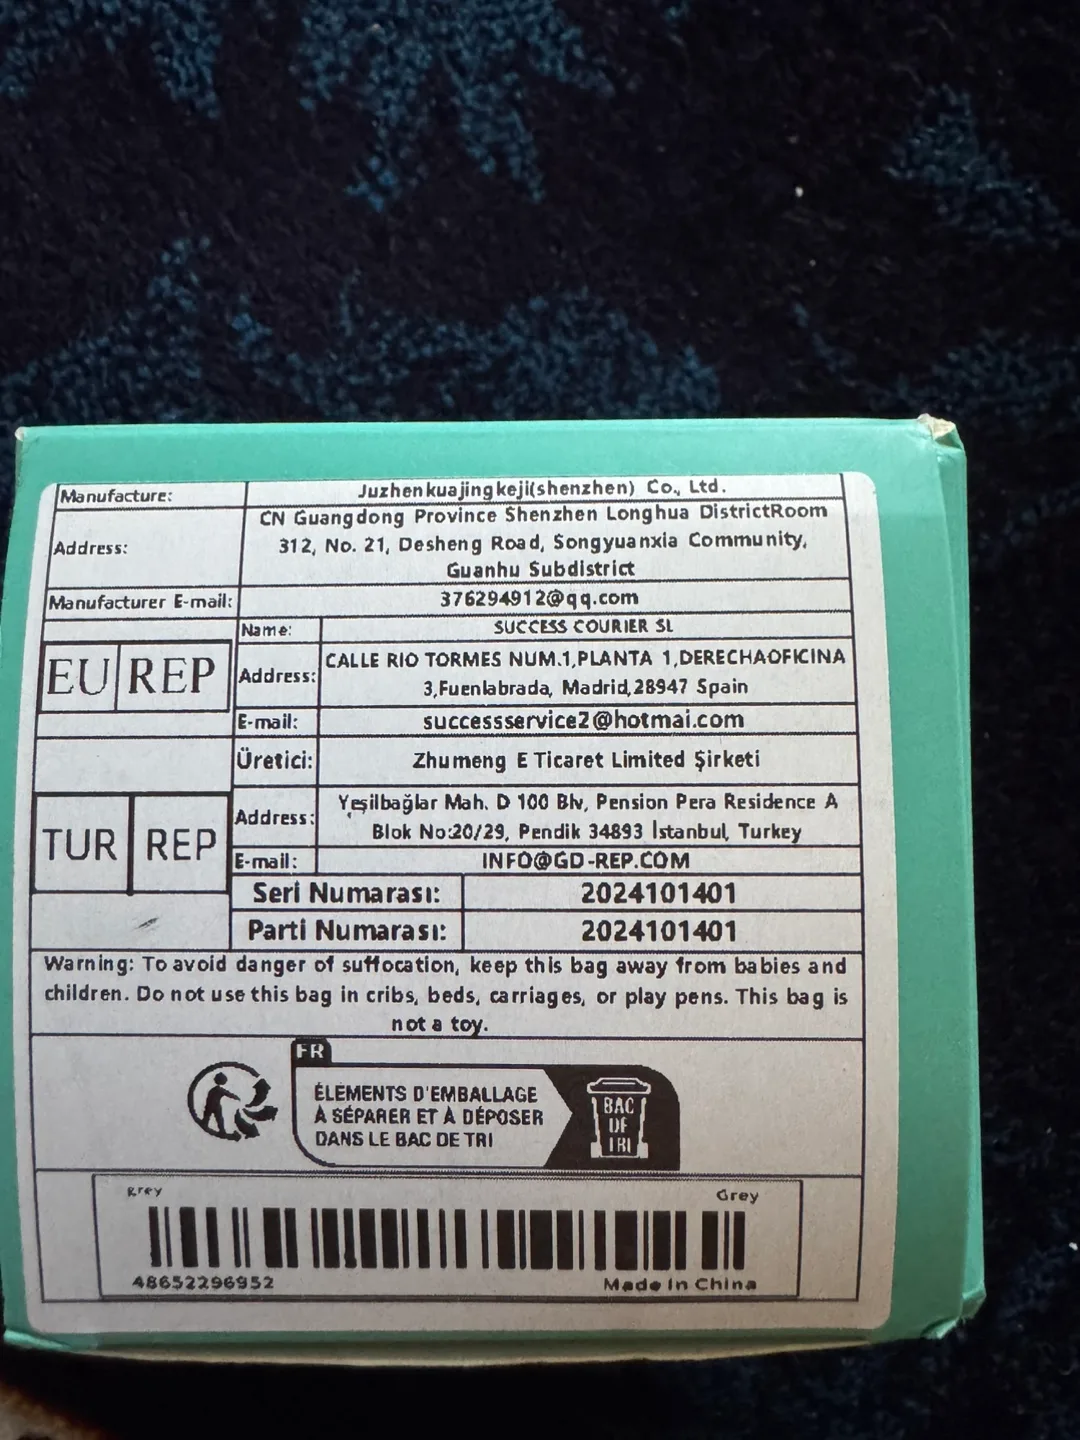 Manufacture: Juzhenkuajingkeji(shenzhen) Co., Ltd.
Address: CN Guangdong Province Shenzhen Longhua DistrictRoom
312, No. 21, Desheng Road, Songyuanxia Community,
Guanhu Subdistrict
Manufacturer E-mail: 376294912@qq.com
EU REP
Name: SUCCESS COURIER SL
Address: CALLE RIO TORMES NUM.1,PLANTA 1,DERECHAOFICINA
3,Fuenlabrada, Madrid,28947 Spain
E-mail: successservice2@hotmai.com
Üretici: Zhumeng E Ticaret Limited Şirketi
TUR REP
Address: Yeşilbağlar Mah. D 100 Blv, Pension Pera Residence A
Blok No:20/29, Pendik 34893 İstanbul, Turkey
E-mail: INFO@GD-REP.COM
Seri Numarası: 2024101401
Parti Numarası: 2024101401
Warning: To avoid danger of suffocation, keep this bag away from babies and
children. Do not use this bag in cribs, beds, carriages, or play pens. This bag is
not a toy.
FR
ÉLÉMENTS D'EMBALLAGE
À SÉPARER ET À DÉPOSER
DANS LE BAC DE TRI
BAC
DE
TRI
grey Grey
48652296952 Made In China